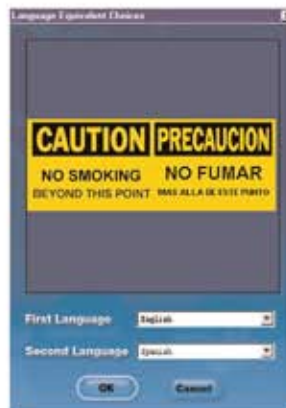 Language Equivalent Choices
CAUTION
NO SMOKING
BEYOND THIS POINT
PRECAUCION
NO FUMAR
MAS ALLA DE ESTE PUNTO
First Language English
Second Language Spanish
OK Cancel